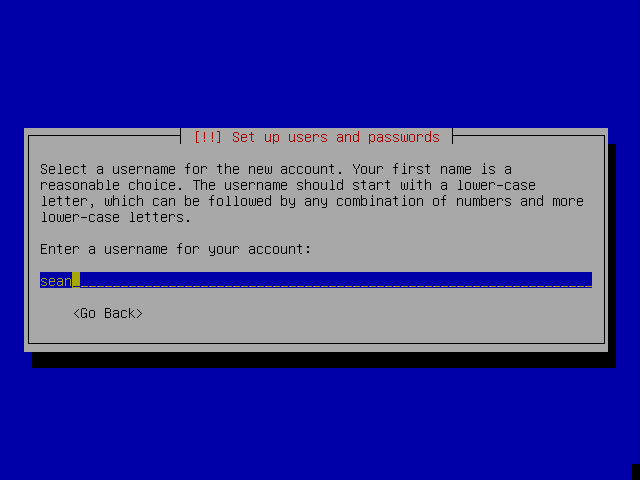 [!!] Set up users and passwords
Select a username for the new account. Your first name is a
reasonable choice. The username should start with a lower-case
letter, which can be followed by any combination of numbers and more
lower-case letters.
Enter a username for your account:
sean
<Go Back>